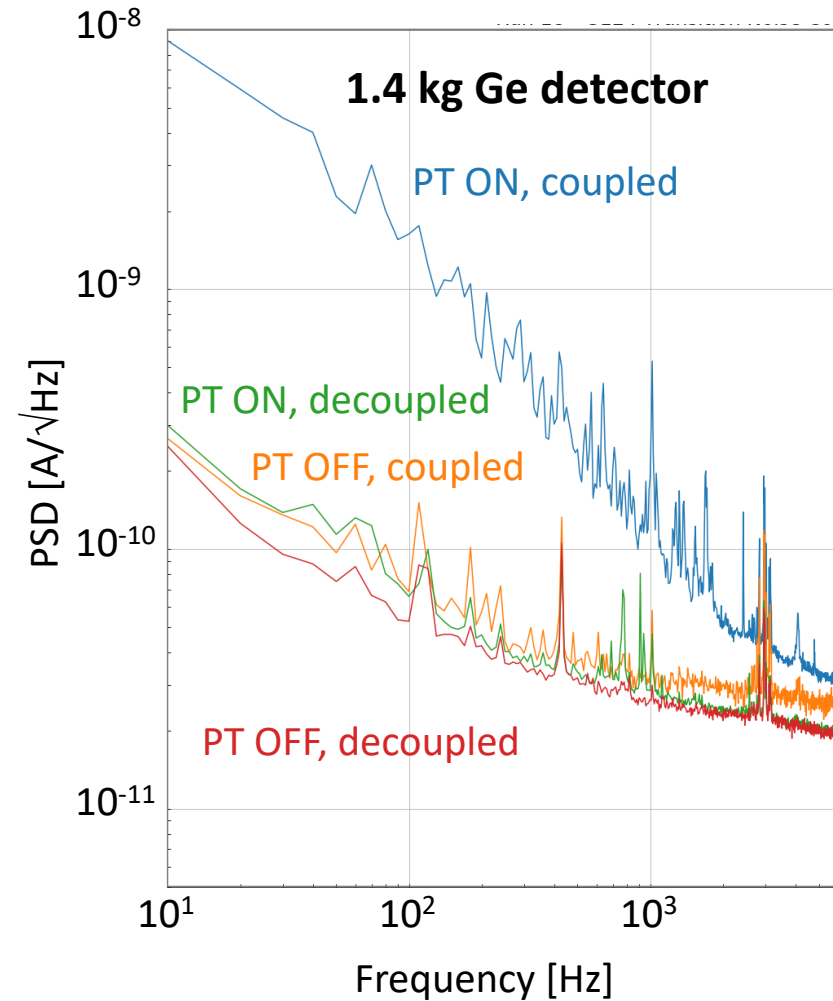 10-8
1.4 kg Ge detector
PT ON, coupled
10-9
PT ON, decoupled
PT OFF, coupled
PSD [A/√Hz]
10-10
PT OFF, decoupled
10-11
101
102
103
Frequency [Hz]